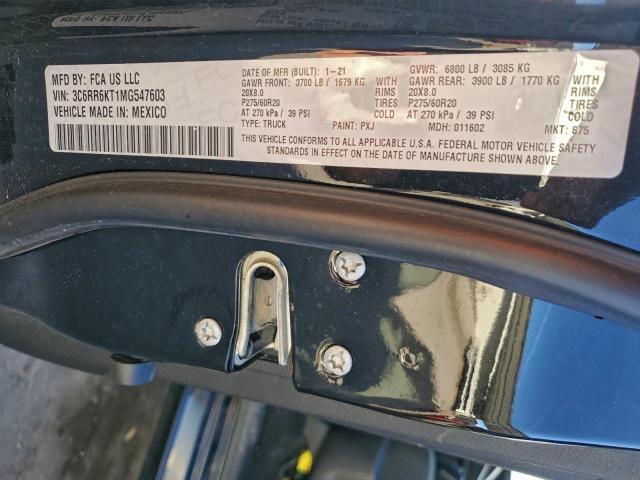 MFD BY: FCA US LLC
VIN: 3C6RR6KT1MG547603
VEHICLE MADE IN: MEXICO
DATE OF MFR (BUILT): 1-21
GAWR FRONT: 3700 LB / 1679 KG
20X8.0
P275/60R20
AT 270 kPa / 39 PSI
TYPE: TRUCK
WITH
RIMS
TIRES
COLD
PAINT: PXJ
GVWR: 6800 LB / 3085 KG
GAWR REAR: 3900 LB / 1770 KG
20X8.0
P275/60R20
AT 270 kPa / 39 PSI
MDH: 011602
WITH
RIMS
TIRES
COLD
MKT: 875
THIS VEHICLE CONFORMS TO ALL APPLICABLE U.S.A. FEDERAL MOTOR VEHICLE SAFETY
STANDARDS IN EFFECT ON THE DATE OF MANUFACTURE SHOWN ABOVE.